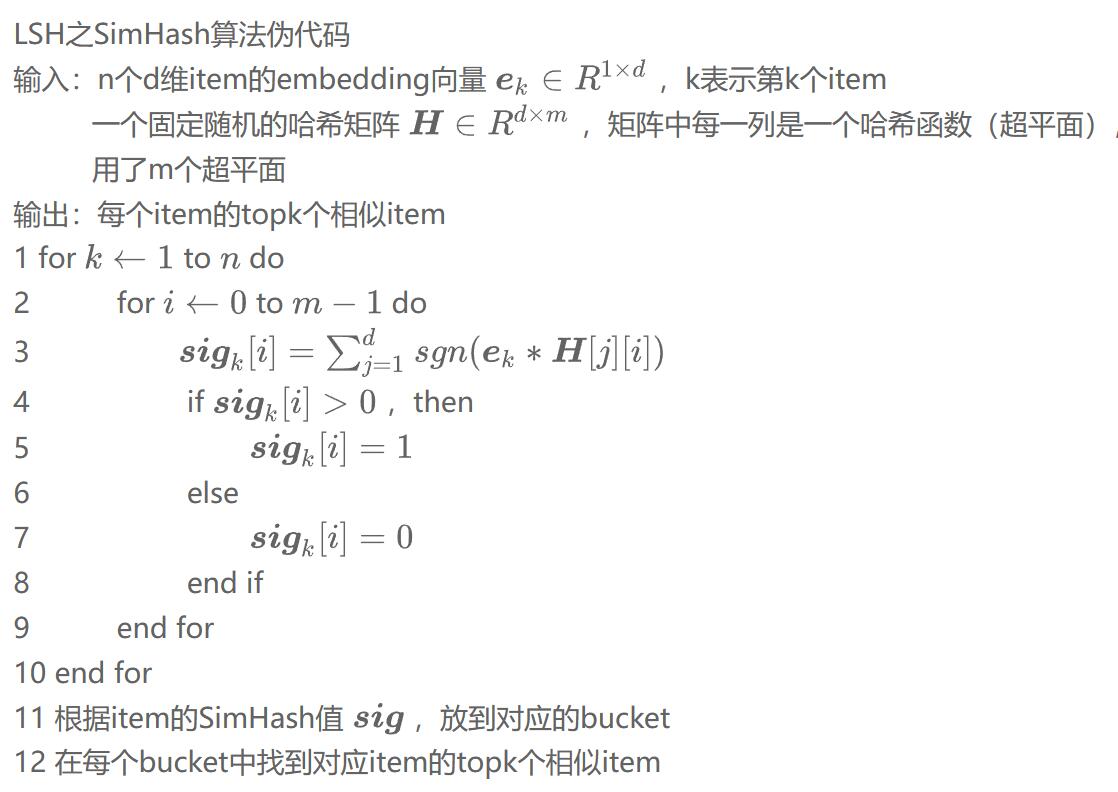 LSH之SimHash算法伪代码
输入：n个d维item的embedding向量 $\boldsymbol{e}_k \in R^{1 \times d}$ ，k表示第k个item
一个固定随机的哈希矩阵 $\boldsymbol{H} \in R^{d \times m}$ ，矩阵中每一列是一个哈希函数（超平面）,
用了m个超平面
输出：每个item的topk个相似item
1 for $k \leftarrow 1$ to $n$ do
2 for $i \leftarrow 0$ to $m - 1$ do
3 $\boldsymbol{sig}_k[i] = \sum_{j=1}^{d} sgn(\boldsymbol{e}_k * \boldsymbol{H}[j][i])$
4 if $\boldsymbol{sig}_k[i] > 0$ ，then
5 $\boldsymbol{sig}_k[i] = 1$
6 else
7 $\boldsymbol{sig}_k[i] = 0$
8 end if
9 end for
10 end for
11 根据item的SimHash值 $\boldsymbol{sig}$ ，放到对应的bucket
12 在每个bucket中找到对应item的topk个相似item